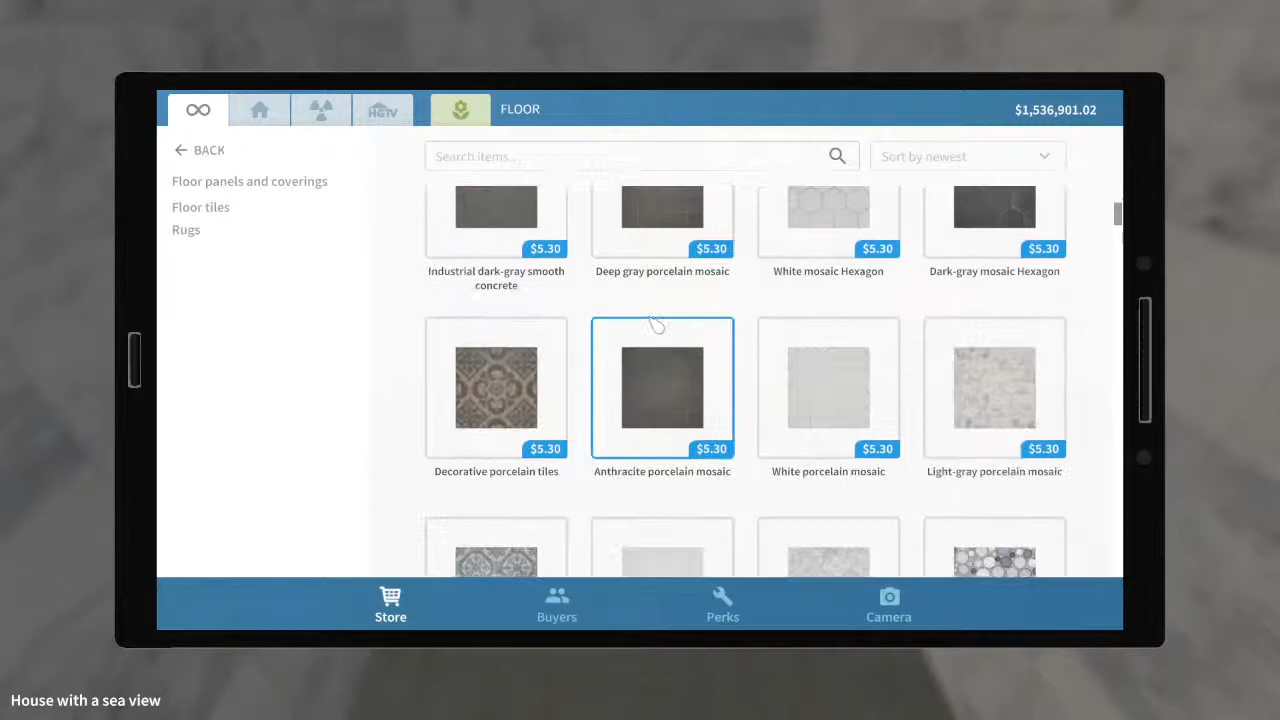 HGTV
FLOOR
$1,536,901.02
BACK
Search items...
Sort by newest
Floor panels and coverings
Floor tiles
Rugs
$5.30
$5.30
$5.30
$5.30
Industrial dark-gray smooth
concrete
Deep gray porcelain mosaic
White mosaic Hexagon
Dark-gray mosaic Hexagon
$5.30
$5.30
$5.30
$5.30
Decorative porcelain tiles
Anthracite porcelain mosaic
White porcelain mosaic
Light-gray porcelain mosaic
Store
Buyers
Perks
Camera
House with a sea view